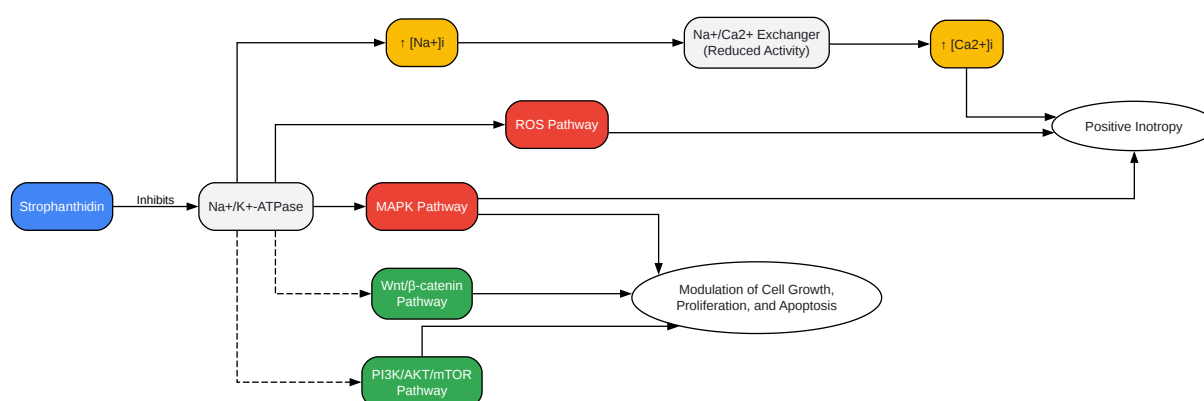 ↑ [Na+]i
Na+/Ca2+ Exchanger
(Reduced Activity)
↑ [Ca2+]i
ROS Pathway
Positive Inotropy
Strophanthidin
Inhibits
Na+/K+-ATPase
MAPK Pathway
Wnt/β-catenin
Pathway
Modulation of Cell Growth,
Proliferation, and Apoptosis
PI3K/AKT/mTOR
Pathway